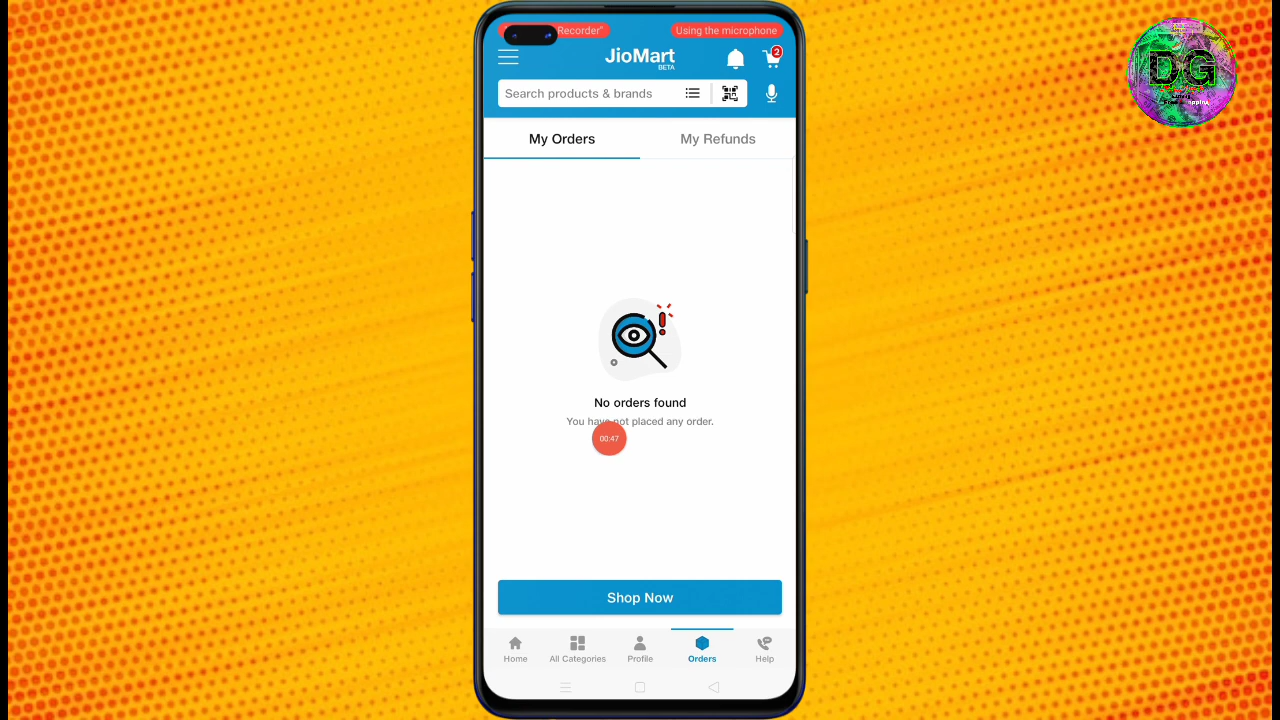 Recorder"
Using the microphone
JioMart
BETA
2
Search products & brands
My Orders
My Refunds
No orders found
You have not placed any order.
00:47
Shop Now
Home
All Categories
Profile
Orders
Help
DG